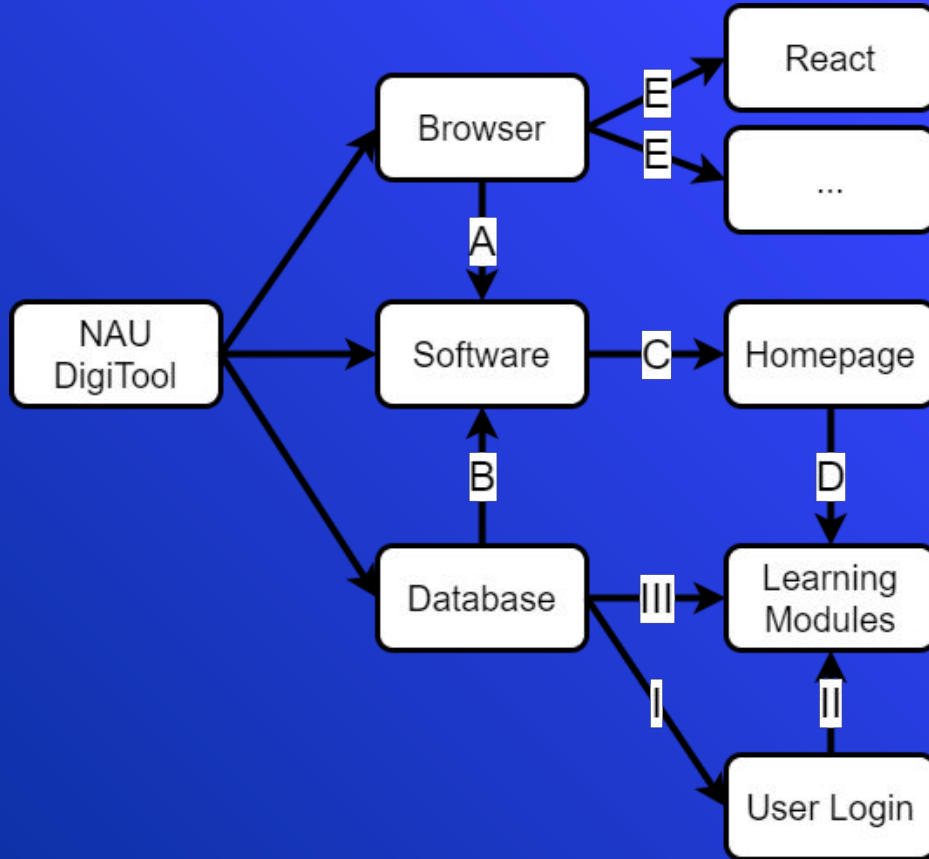 React
E
Browser
E
...
A
NAU
DigiTool
Software
C
Homepage
B
D
Database
III
Learning
Modules
I
II
User Login